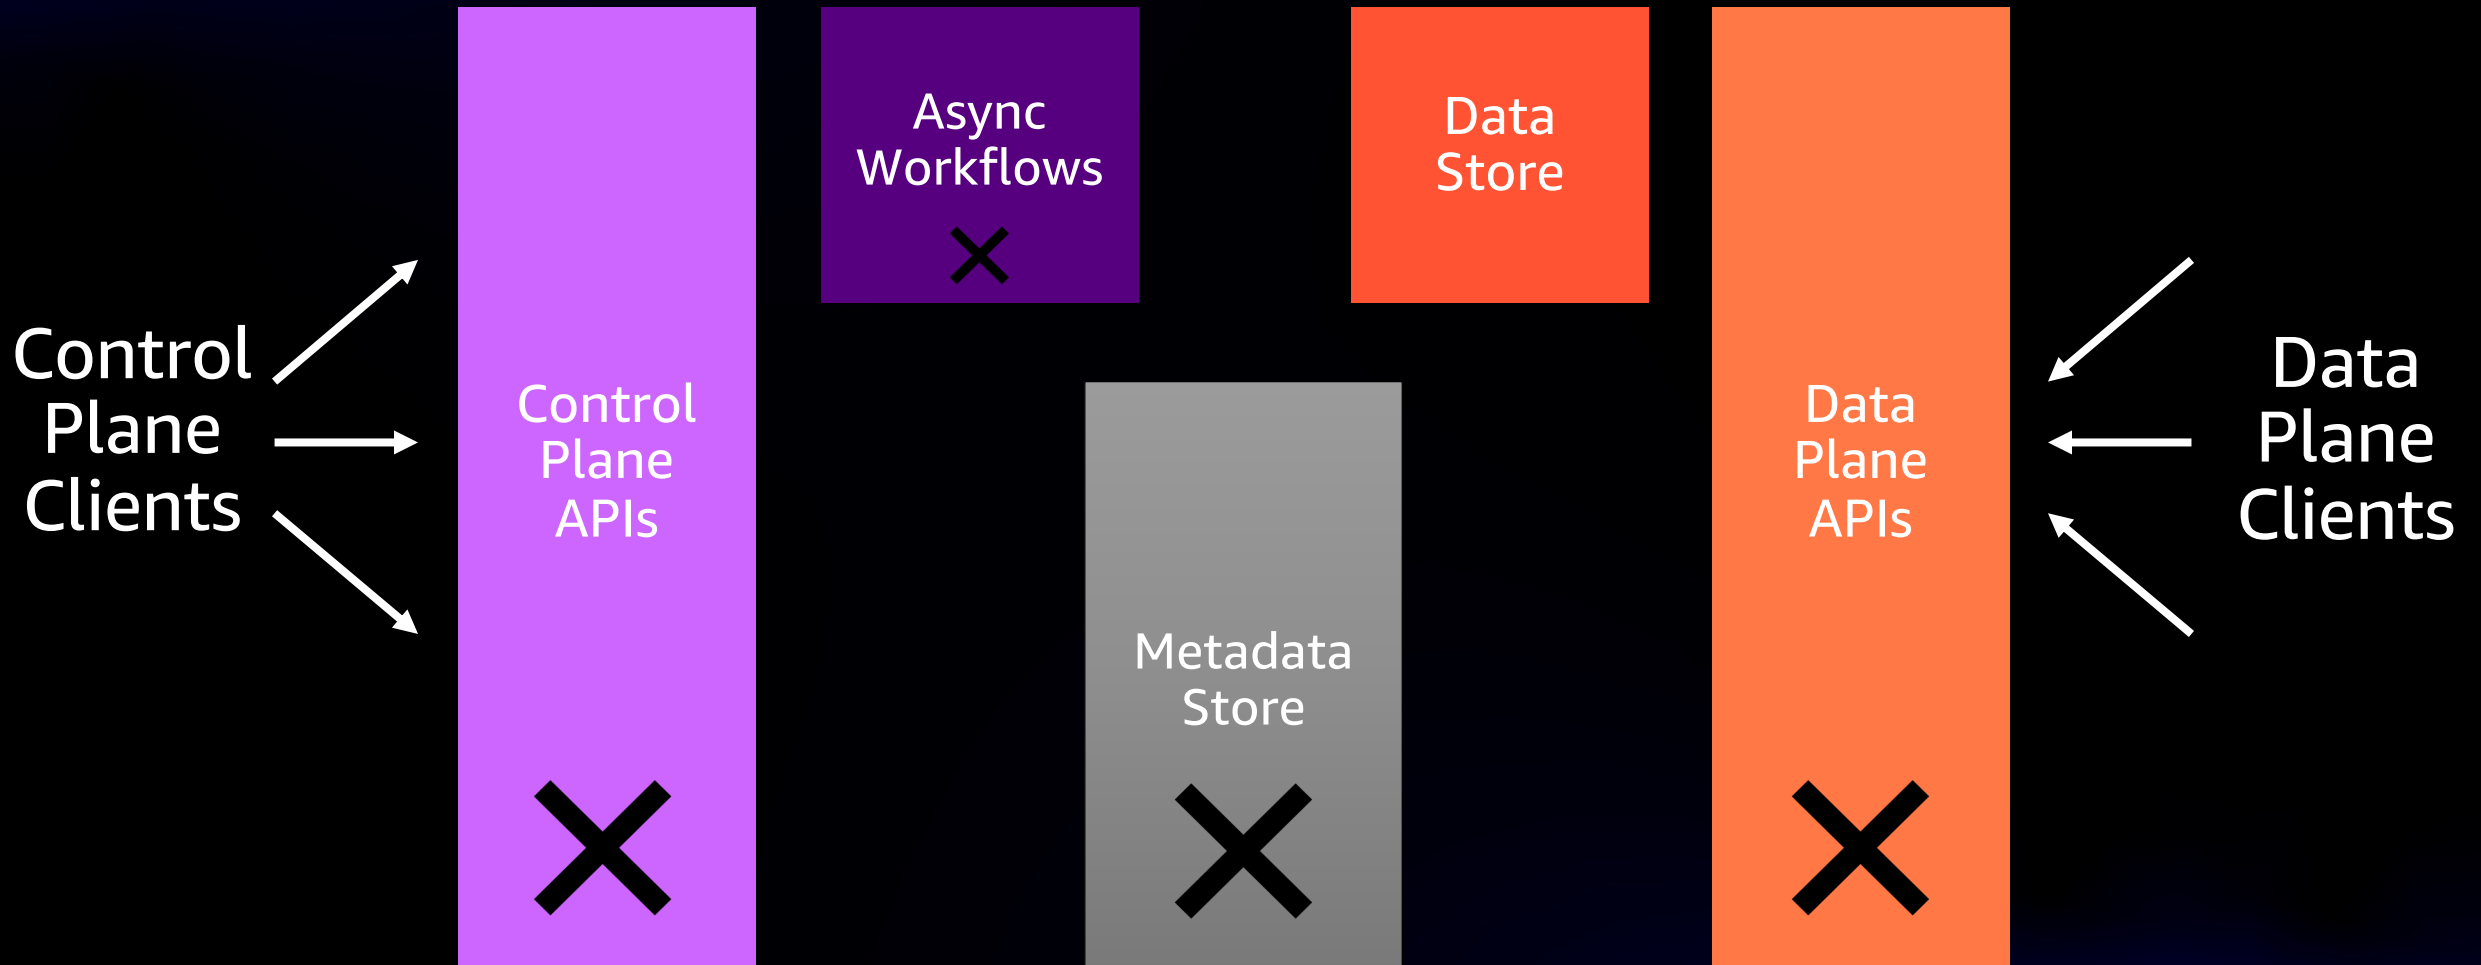 Control
Plane
Clients
Control
Plane
APIs
Async
Workflows
Metadata
Store
Data
Store
Data
Plane
APIs
Data
Plane
Clients